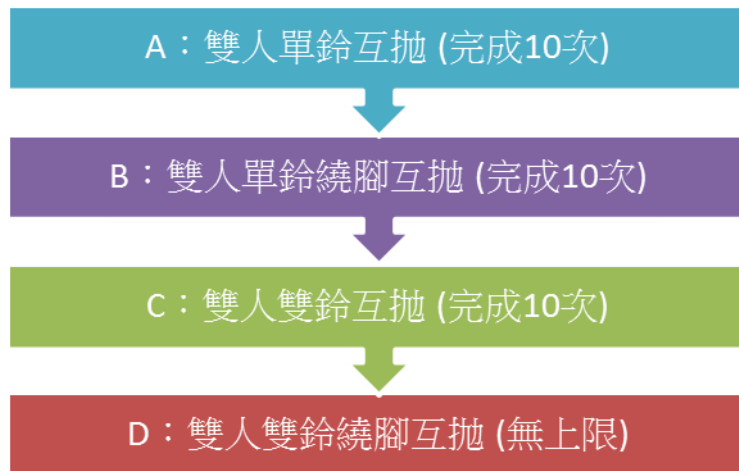 A：雙人單鈴互拋 (完成10次)
B：雙人單鈴繞腳互拋 (完成10次)
C：雙人雙鈴互拋 (完成10次)
D：雙人雙鈴繞腳互拋 (無上限)